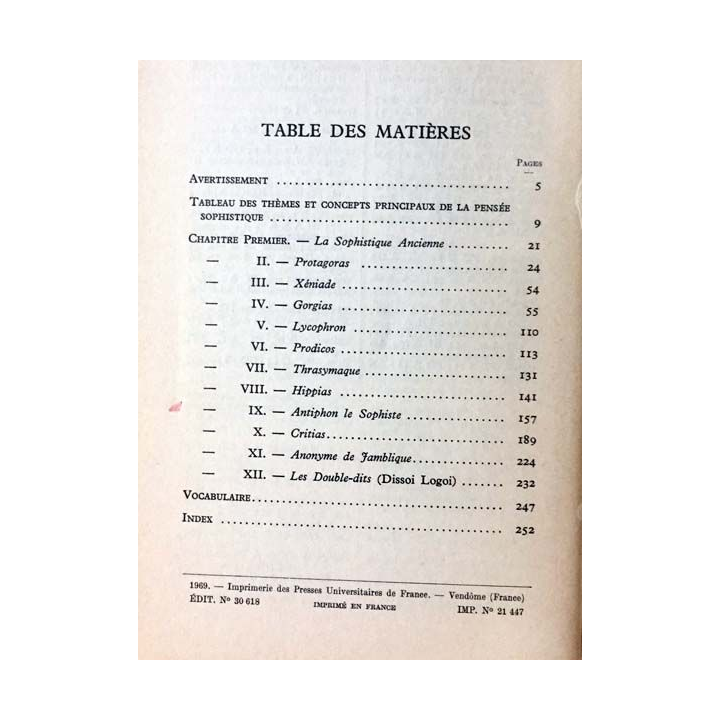 TABLE DES MATIÈRES
PAGES
AVERTISSEMENT .................................. 5
TABLEAU DES THÈMES ET CONCEPTS PRINCIPAUX DE LA PENSÉE
SOPHISTIQUE .................................. 9
CHAPITRE PREMIER. — La Sophistique Ancienne ......... 21
— II. — Protagoras .................... 24
— III. — Xéniade ...................... 54
— IV. — Gorgias ...................... 55
— V. — Lycophron .................... 110
— VI. — Prodicos ...................... 113
— VII. — Thrasymaque ................... 131
— VIII. — Hippias ...................... 141
— IX. — Antiphon le Sophiste ............. 157
— X. — Critias ........................ 189
— XI. — Anonyme de Jamblique ............ 224
— XII. — Les Double-dits (Dissoi Logoi) ...... 232
VOCABULAIRE .................................. 247
INDEX ....................................... 252
1969. — Imprimerie des Presses Universitaires de France. — Vendôme (France)
ÉDIT. N° 30 618 IMPRIMÉ EN FRANCE IMP. N° 21 447